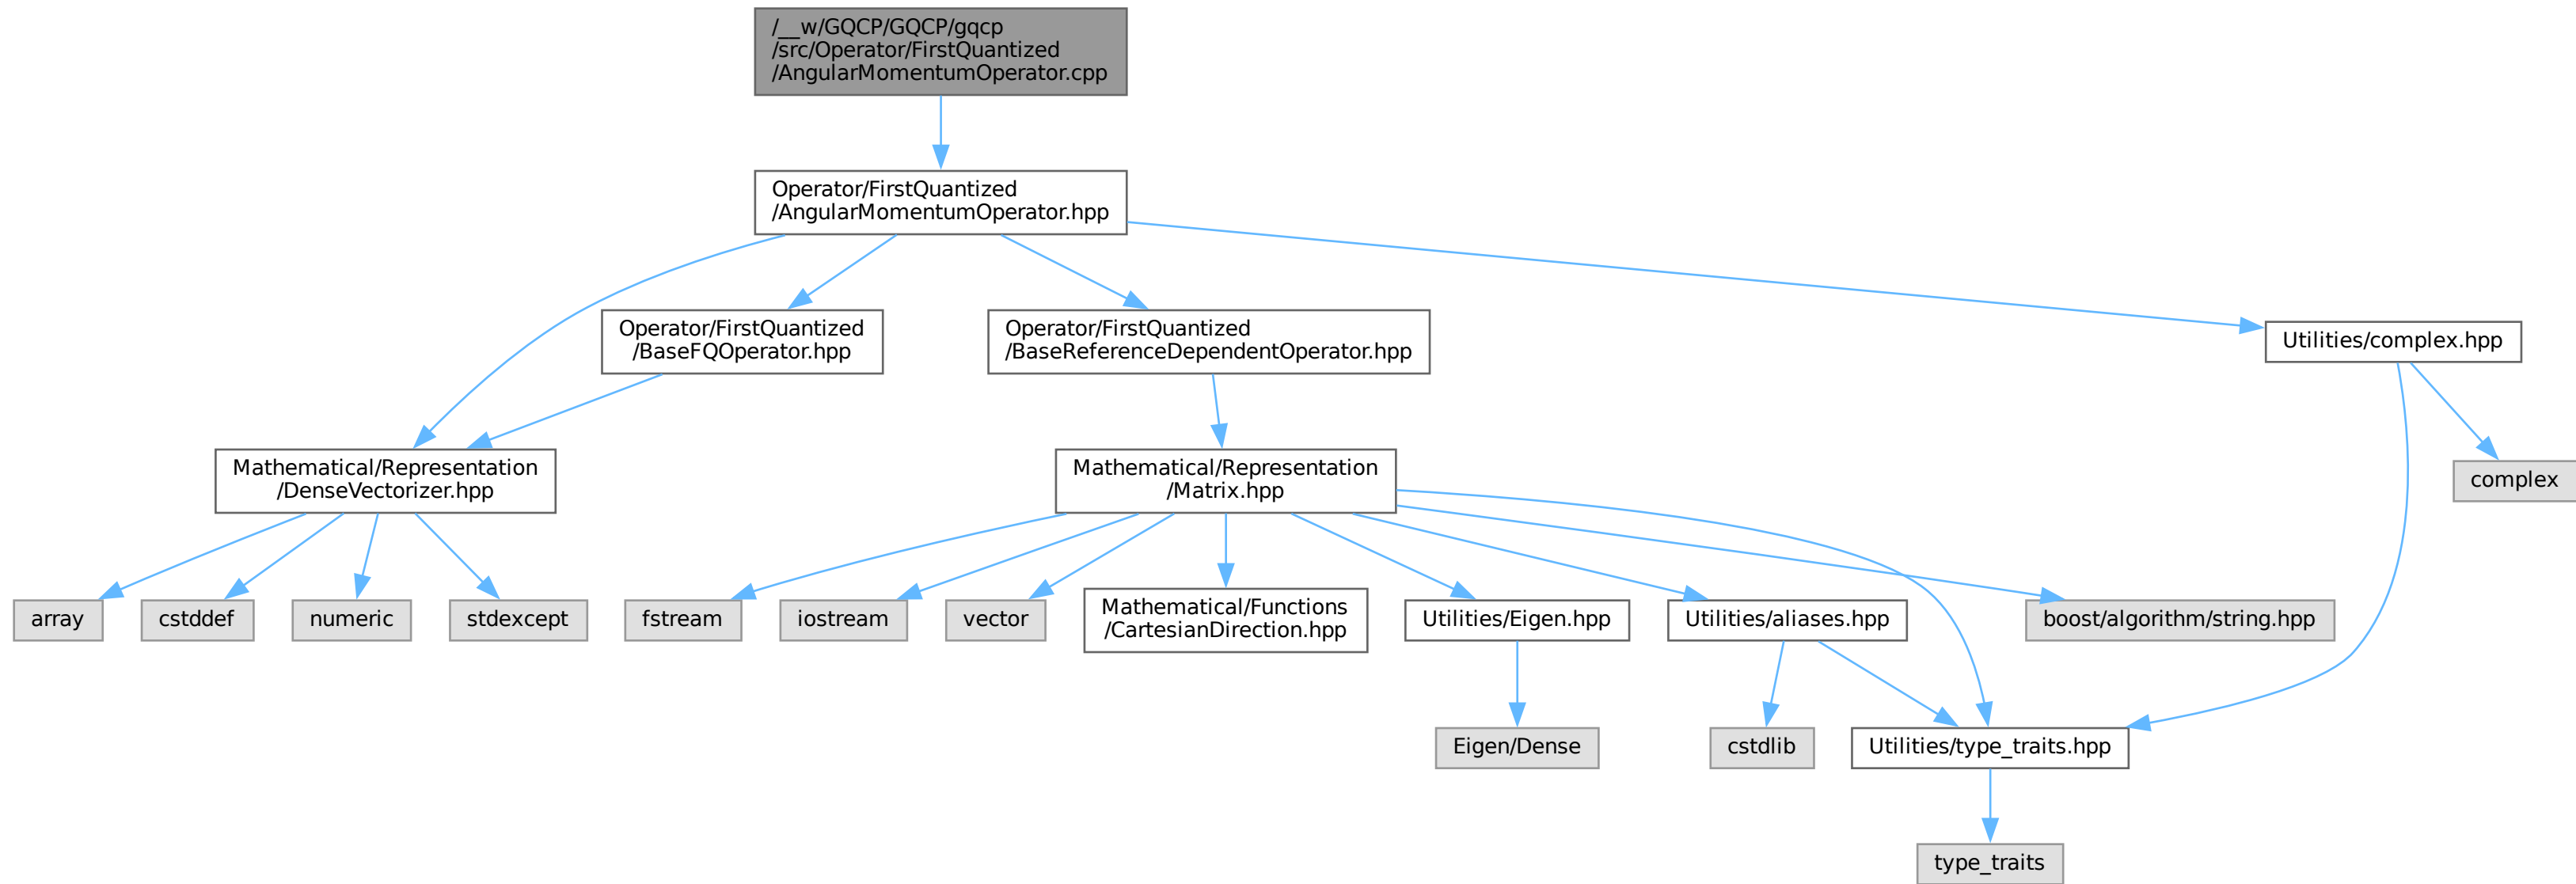 /__w/GQCP/GQCP/gqcp
/src/Operator/FirstQuantized
/AngularMomentumOperator.cpp
Operator/FirstQuantized
/AngularMomentumOperator.hpp
Operator/FirstQuantized
/BaseFQOperator.hpp
Operator/FirstQuantized
/BaseReferenceDependentOperator.hpp
Utilities/complex.hpp
Mathematical/Representation
/DenseVectorizer.hpp
Mathematical/Representation
/Matrix.hpp
complex
array
cstddef
numeric
stdexcept
fstream
iostream
vector
Mathematical/Functions
/CartesianDirection.hpp
Utilities/Eigen.hpp
Utilities/aliases.hpp
boost/algorithm/string.hpp
Eigen/Dense
cstdlib
Utilities/type_traits.hpp
type_traits